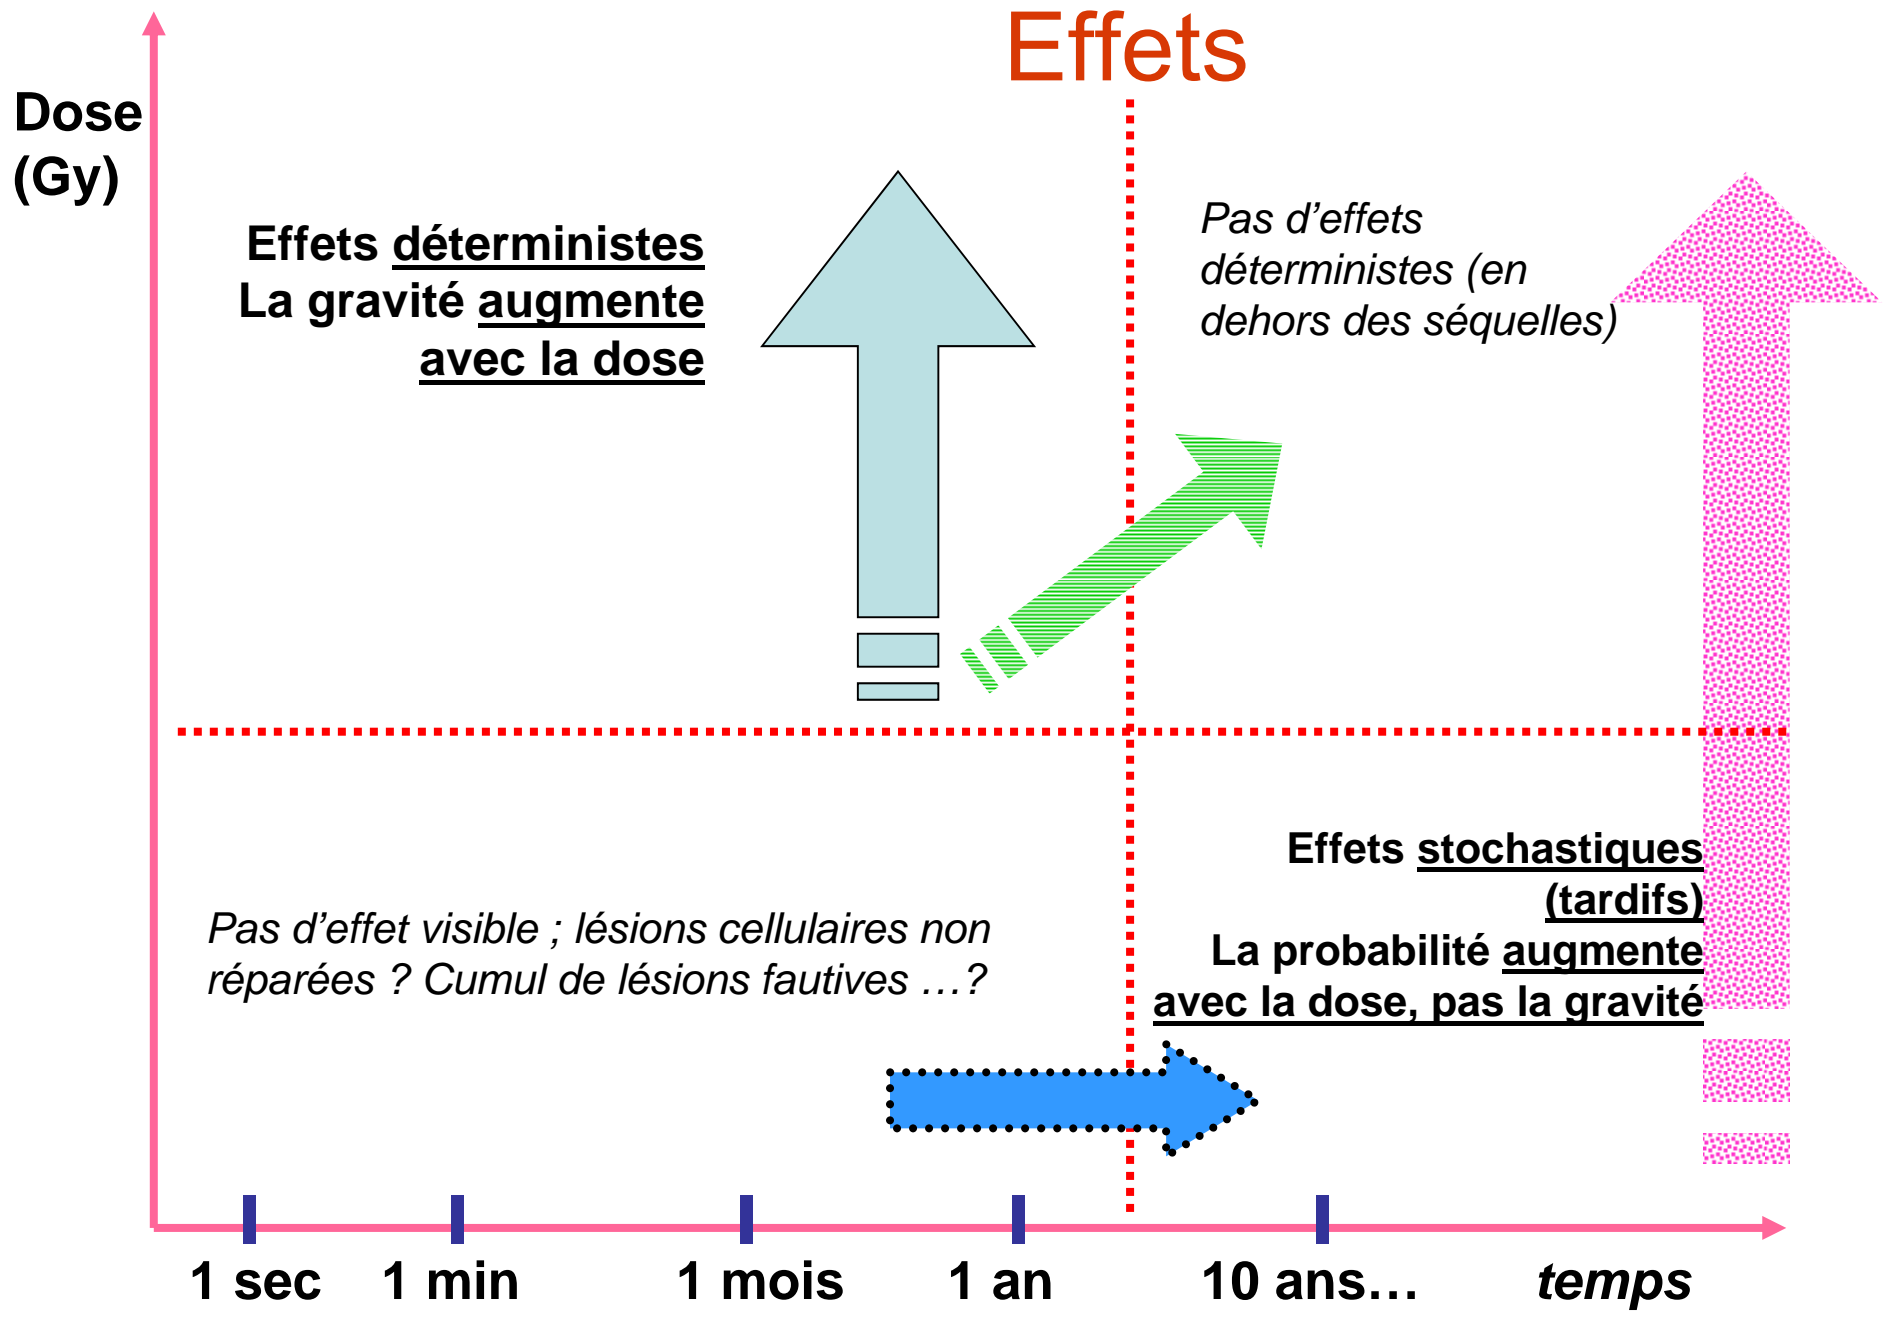 Effets
Dose
(Gy)
Effets déterministes
La gravité augmente
avec la dose
Pas d’effets
déterministes (en
dehors des séquelles)
Pas d’effet visible ; lésions cellulaires non
réparées ? Cumul de lésions fautives …?
Effets stochastiques
(tardifs)
La probabilité augmente
avec la dose, pas la gravité
1 sec 1 min 1 mois 1 an 10 ans… temps